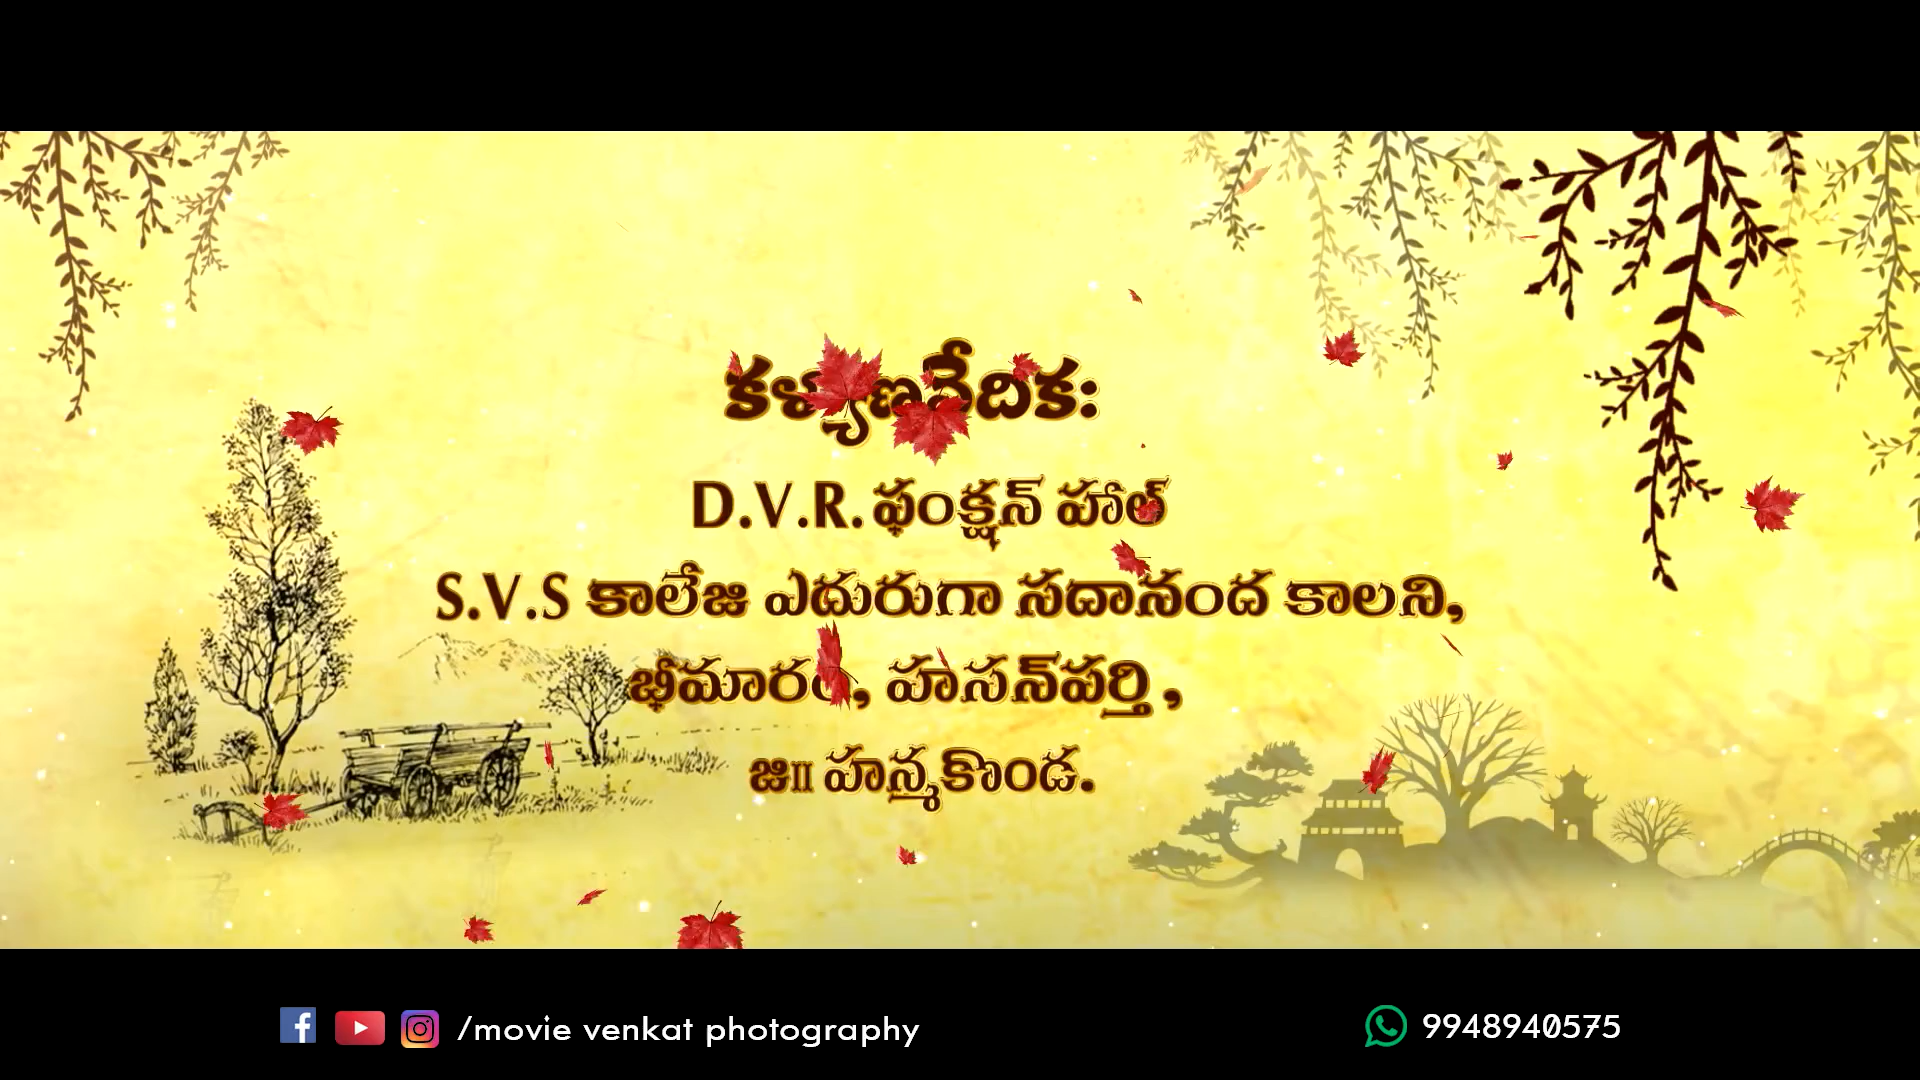 కళ్యాణవేదిక:
D.V.R. ఫంక్షన్ హాల్
S.V.S కాలేజి ఎదురుగా సదానంద కాలని,
భీమారం, హసన్‌పర్తి,
జి॥ హన్మకొండ.
/movie venkat photography
9948940575